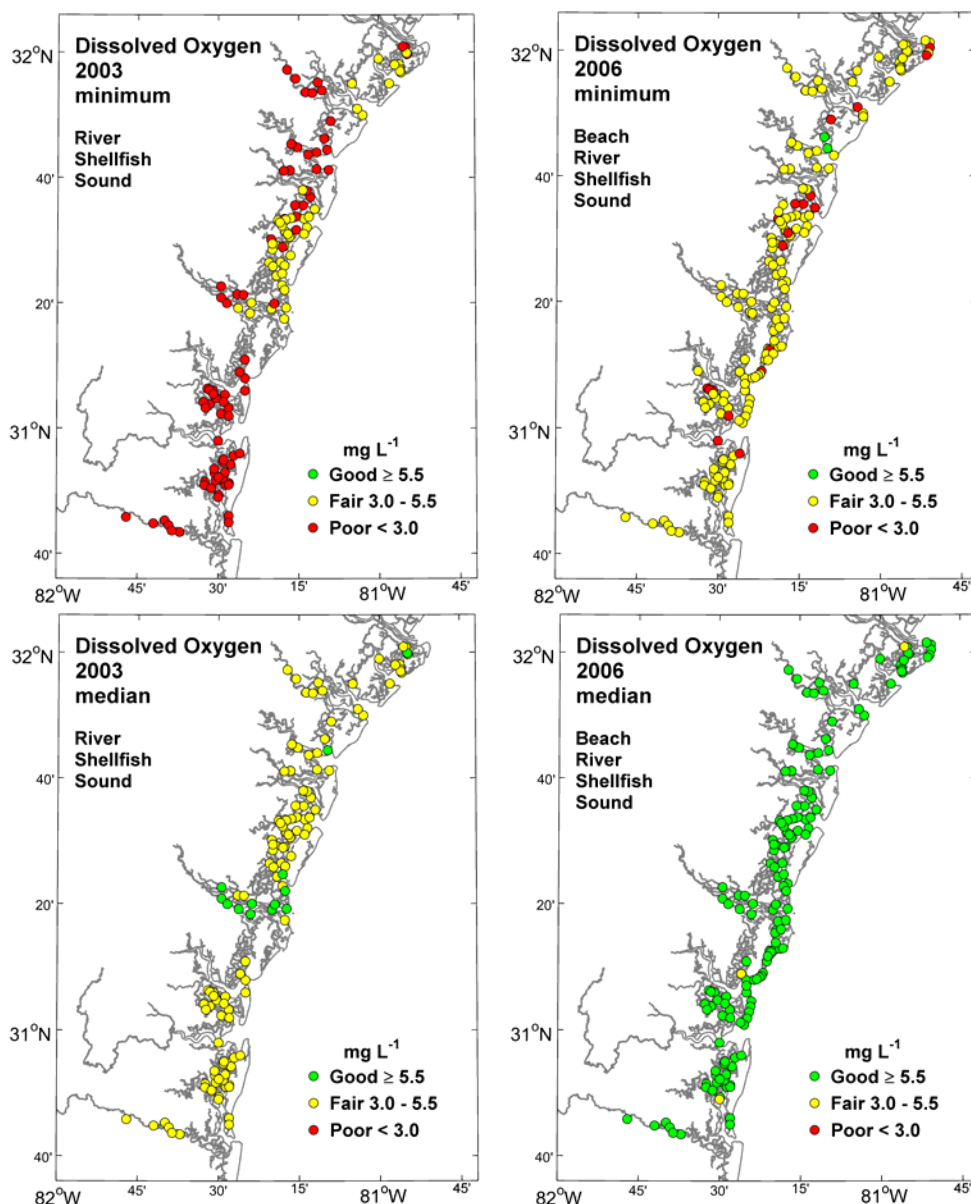 Dissolved Oxygen
2003
minimum
River
Shellfish
Sound
mg L⁻¹
Good ≥ 5.5
Fair 3.0 - 5.5
Poor < 3.0
32°N
40'
20'
31°N
40'
82°W
45'
30'
15'
81°W
45'
Dissolved Oxygen
2006
minimum
Beach
River
Shellfish
Sound
mg L⁻¹
Good ≥ 5.5
Fair 3.0 - 5.5
Poor < 3.0
32°N
40'
20'
31°N
40'
82°W
45'
30'
15'
81°W
45'
Dissolved Oxygen
2003
median
River
Shellfish
Sound
mg L⁻¹
Good ≥ 5.5
Fair 3.0 - 5.5
Poor < 3.0
32°N
40'
20'
31°N
40'
82°W
45'
30'
15'
81°W
45'
Dissolved Oxygen
2006
median
Beach
River
Shellfish
Sound
mg L⁻¹
Good ≥ 5.5
Fair 3.0 - 5.5
Poor < 3.0
32°N
40'
20'
31°N
40'
82°W
45'
30'
15'
81°W
45'